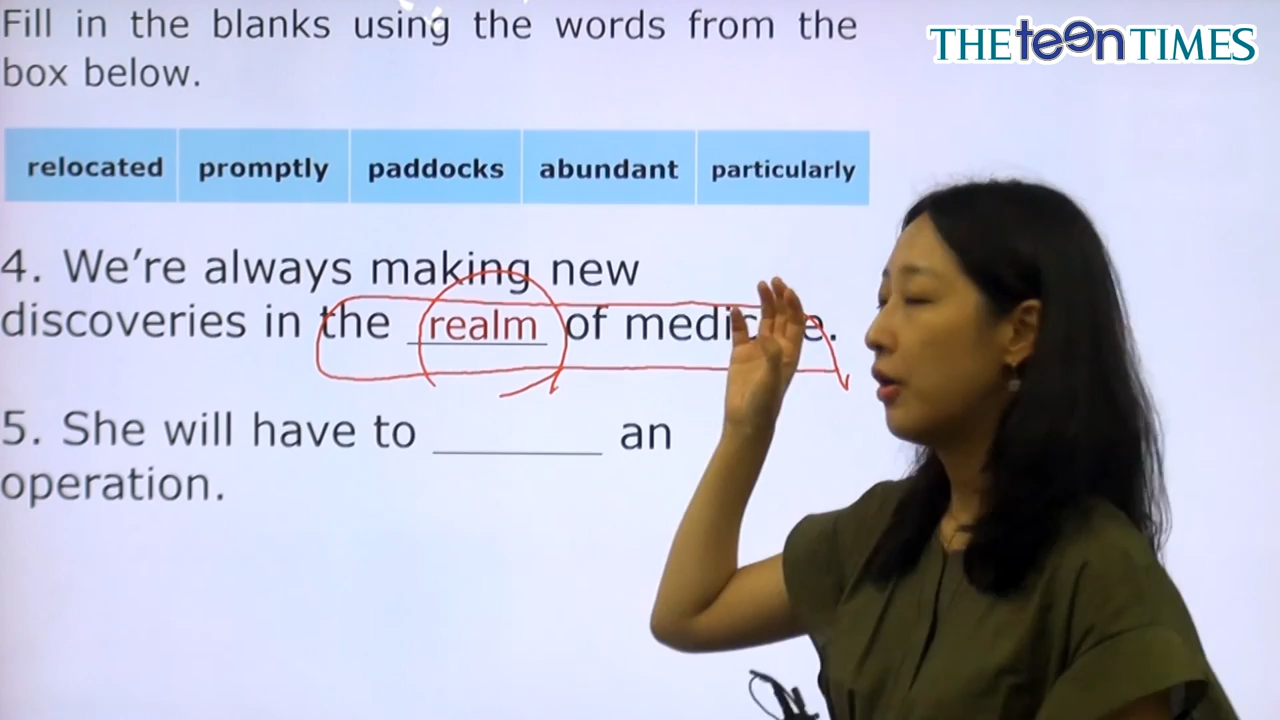 Fill in the blanks using the words from the
box below.
THE teen TIMES
relocated promptly paddocks abundant particularly
4. We're always making new
discoveries in the realm of medicine.
5. She will have to ________ an
operation.